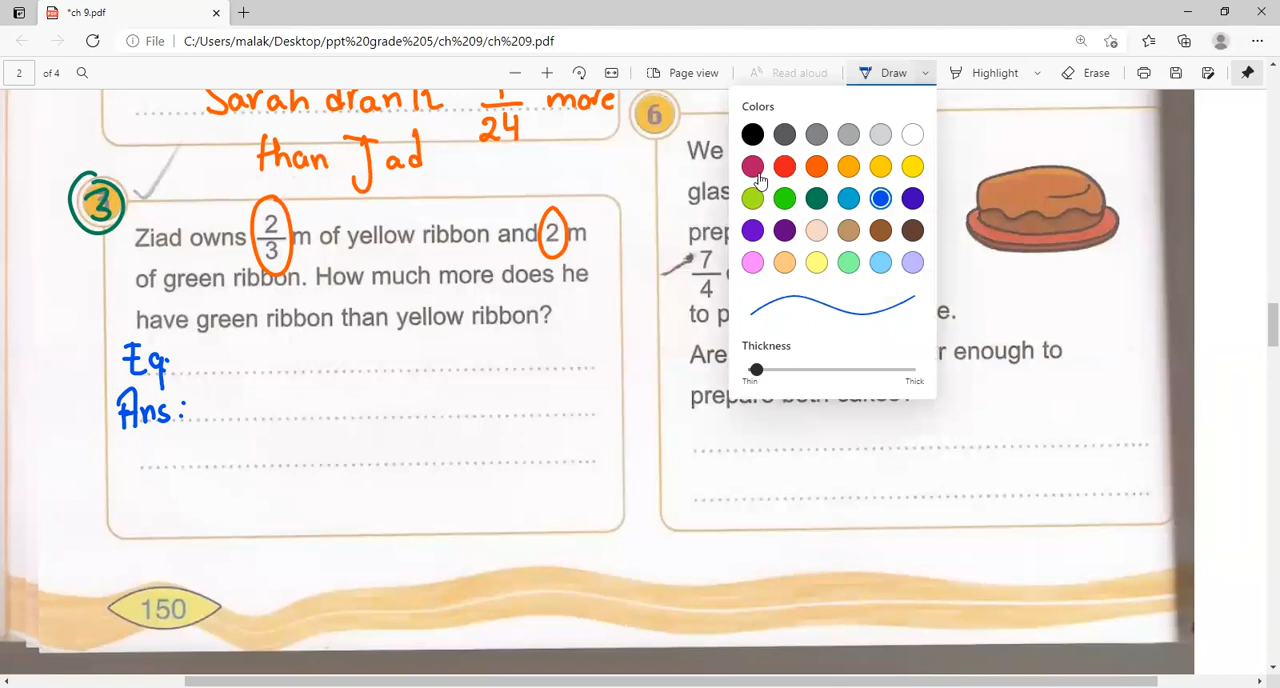 *ch 9.pdf
File
C:/Users/malak/Desktop/ppt%20grade%205/ch%209/ch%209.pdf
2 of 4
Page view
Read aloud
Draw
Highlight
Erase
Sarah drank 1/24 more
than Jad
3
Ziad owns 2/3 m of yellow ribbon and 2 m
of green ribbon. How much more does he
have green ribbon than yellow ribbon?
Eq:
Ans:
150
6
We
glas
prep
7/4
to p e.
Are r enough to
prepare both cakes?
Colors
Thickness
Thin
Thick